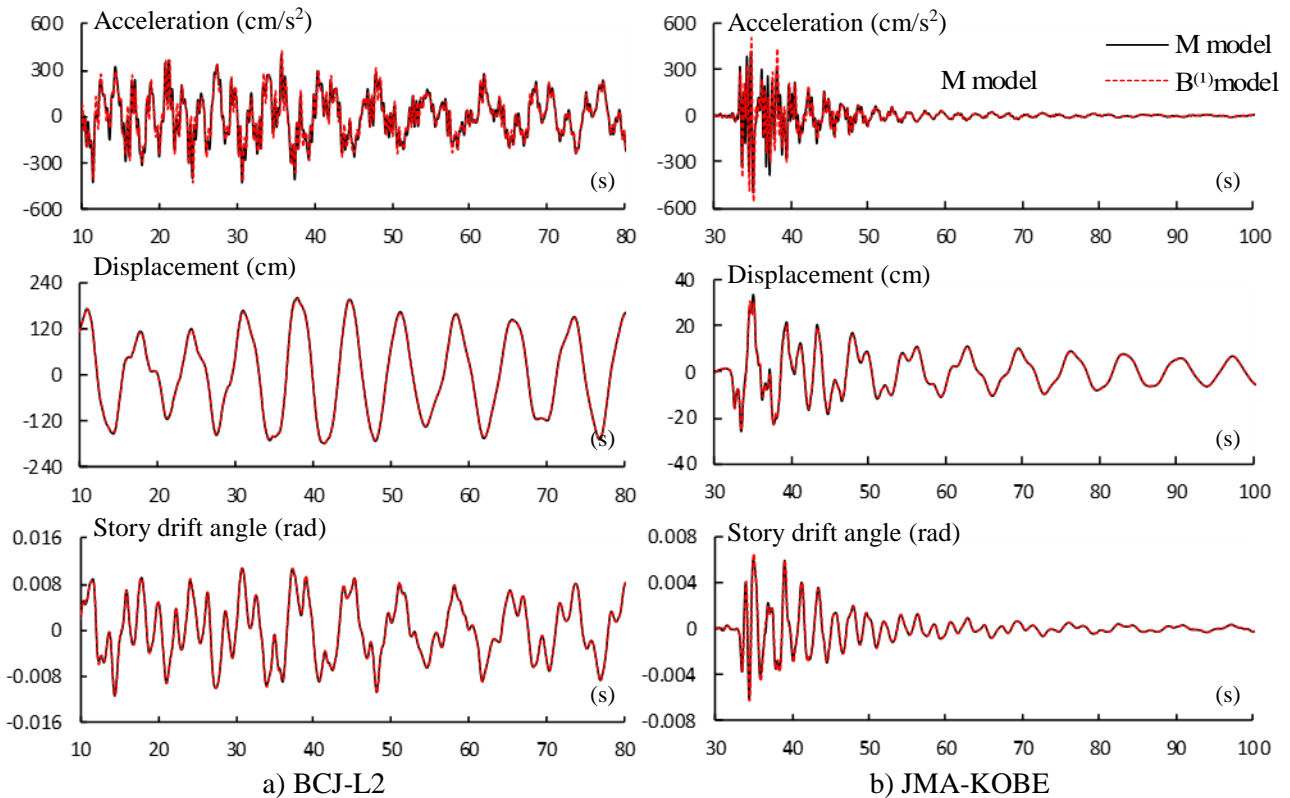 Acceleration (cm/s²)
600
300
0
-300
-600
(s)
10 20 30 40 50 60 70 80
Acceleration (cm/s²)
M model
B⁽¹⁾model
M model
600
300
0
-300
-600
(s)
30 40 50 60 70 80 90 100
Displacement (cm)
240
120
0
-120
-240
(s)
10 20 30 40 50 60 70 80
Displacement (cm)
40
20
0
-20
-40
(s)
30 40 50 60 70 80 90 100
Story drift angle (rad)
0.016
0.008
0
-0.008
-0.016
(s)
10 20 30 40 50 60 70 80
Story drift angle (rad)
0.008
0.004
0
-0.004
-0.008
(s)
30 40 50 60 70 80 90 100
a) BCJ-L2
b) JMA-KOBE